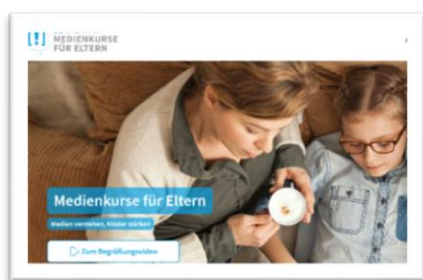 MEDIENKURSE
FÜR ELTERN
Medienkurse für Eltern
Medien verstehen, Kinder stärken
Zum Begrüßungsvideo